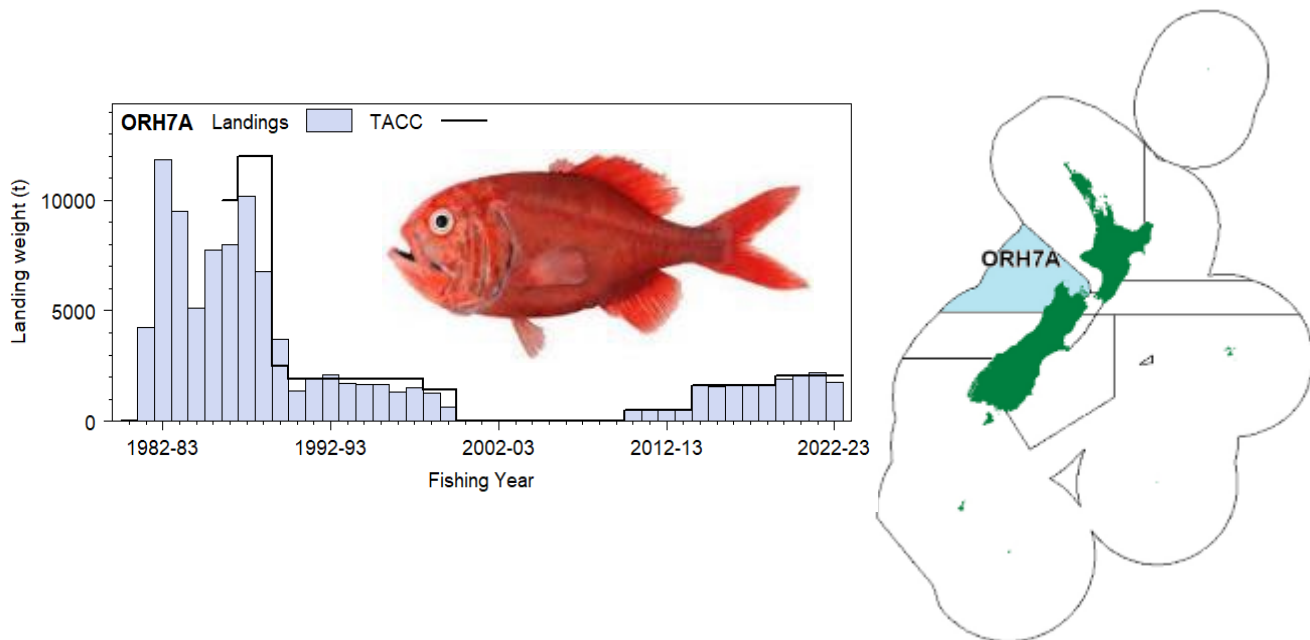 ORH7A Landings TACC
Landing weight (t)
10000
5000
0
1982-83 1992-93 2002-03 2012-13 2022-23
Fishing Year
ORH7A